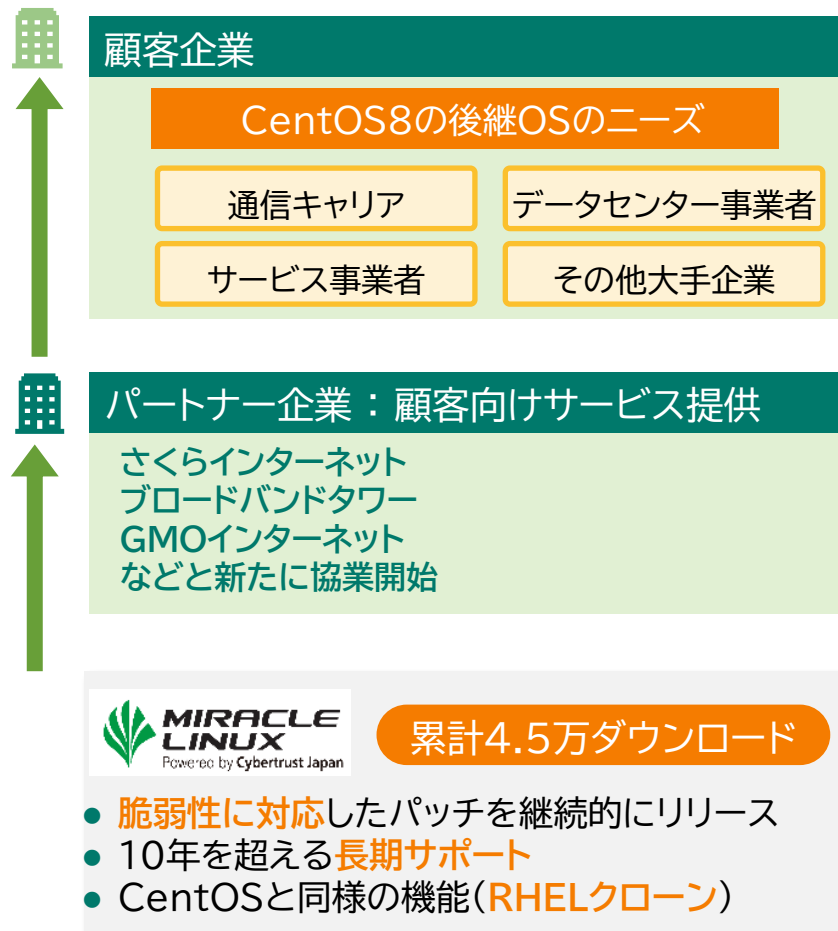 顧客企業
CentOS8の後継OSのニーズ
通信キャリア
データセンター事業者
サービス事業者
その他大手企業
パートナー企業：顧客向けサービス提供
さくらインターネット
ブロードバンドタワー
GMOインターネット
などと新たに協業開始
MIRACLE
LINUX
Powered by Cybertrust Japan
累計4.5万ダウンロード
● 脆弱性に対応したパッチを継続的にリリース
● 10年を超える長期サポート
● CentOSと同様の機能(RHELクローン)